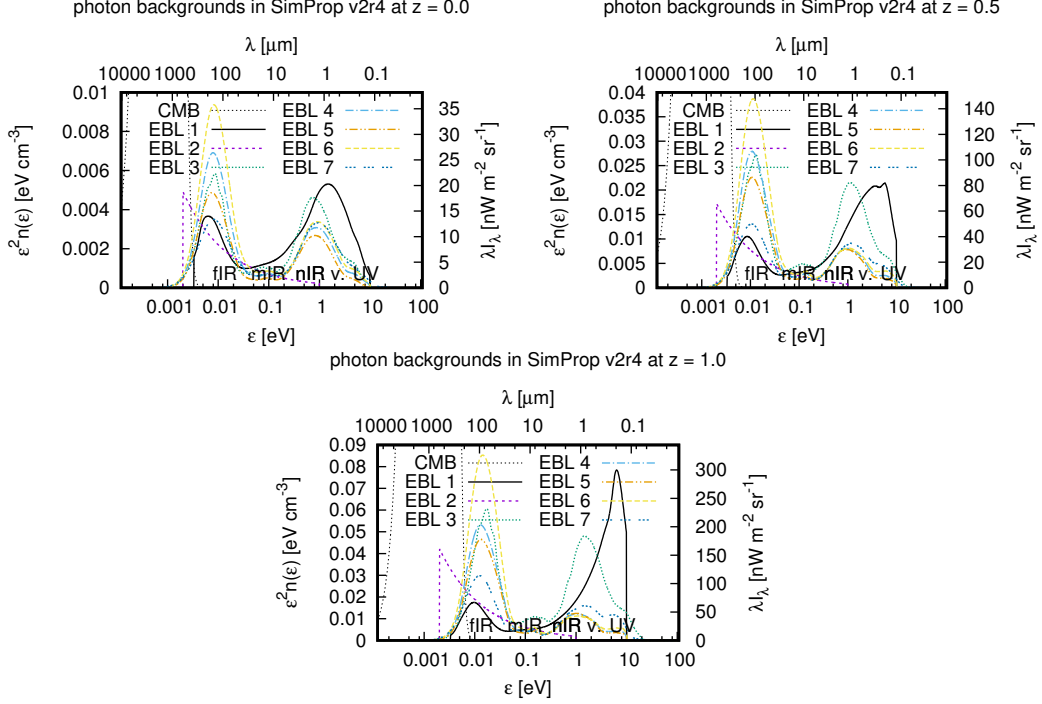 photon backgrounds in SimProp v2r4 at z = 0.0
λ [μm]
10000 1000 100 10 1 0.1
ε²n(ε) [eV cm⁻³]
0.01
0.008
0.006
0.004
0.002
0
CMB
EBL 1
EBL 2
EBL 3
EBL 4
EBL 5
EBL 6
EBL 7
35
30
25
20
15
10
5
0
λI_λ [nW m⁻² sr⁻¹]
fIR mIR nIR v. UV
0.001 0.01 0.1 1 10 100
ε [eV]
photon backgrounds in SimProp v2r4 at z = 0.5
λ [μm]
10000 1000 100 10 1 0.1
ε²n(ε) [eV cm⁻³]
0.04
0.035
0.03
0.025
0.02
0.015
0.01
0.005
0
CMB
EBL 1
EBL 2
EBL 3
EBL 4
EBL 5
EBL 6
EBL 7
140
120
100
80
60
40
20
0
λI_λ [nW m⁻² sr⁻¹]
fIR mIR nIR v. UV
0.001 0.01 0.1 1 10 100
ε [eV]
photon backgrounds in SimProp v2r4 at z = 1.0
λ [μm]
10000 1000 100 10 1 0.1
ε²n(ε) [eV cm⁻³]
0.09
0.08
0.07
0.06
0.05
0.04
0.03
0.02
0.01
0
CMB
EBL 1
EBL 2
EBL 3
EBL 4
EBL 5
EBL 6
EBL 7
300
250
200
150
100
50
0
λI_λ [nW m⁻² sr⁻¹]
fIR mIR nIR v. UV
0.001 0.01 0.1 1 10 100
ε [eV]